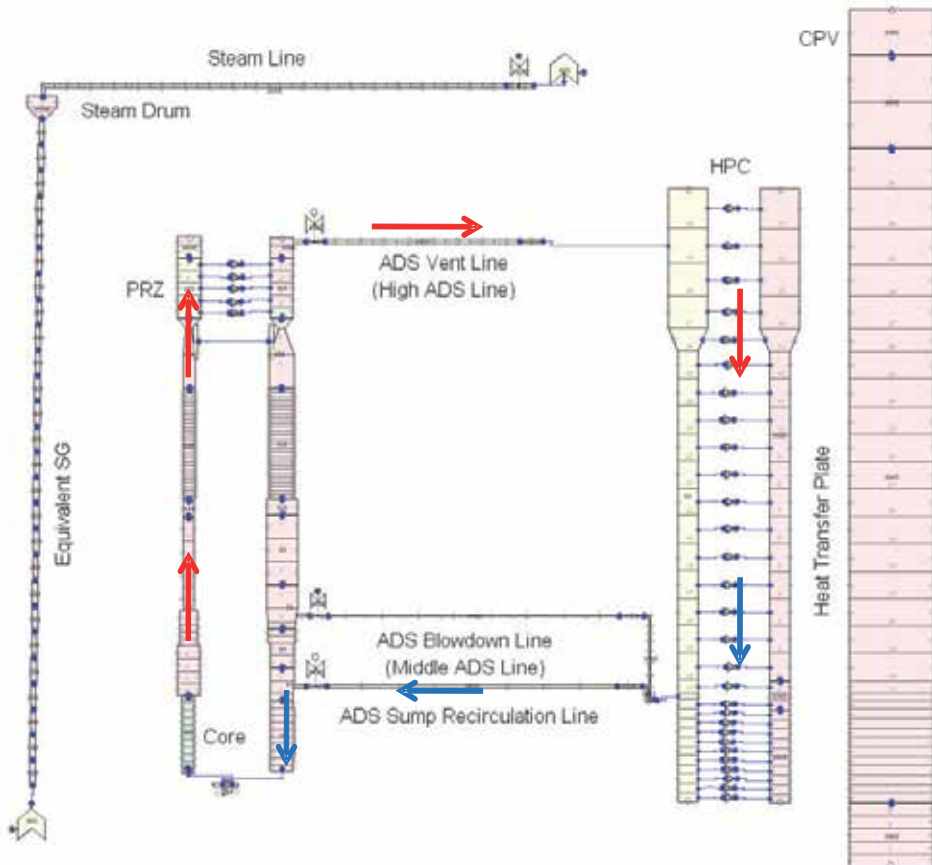 CPV
Steam Line
Steam Drum
HPC
ADS Vent Line
(High ADS Line)
PRZ
Equivalent SG
Heat Transfer Plate
ADS Blowdown Line
(Middle ADS Line)
ADS Sump Recirculation Line
Core